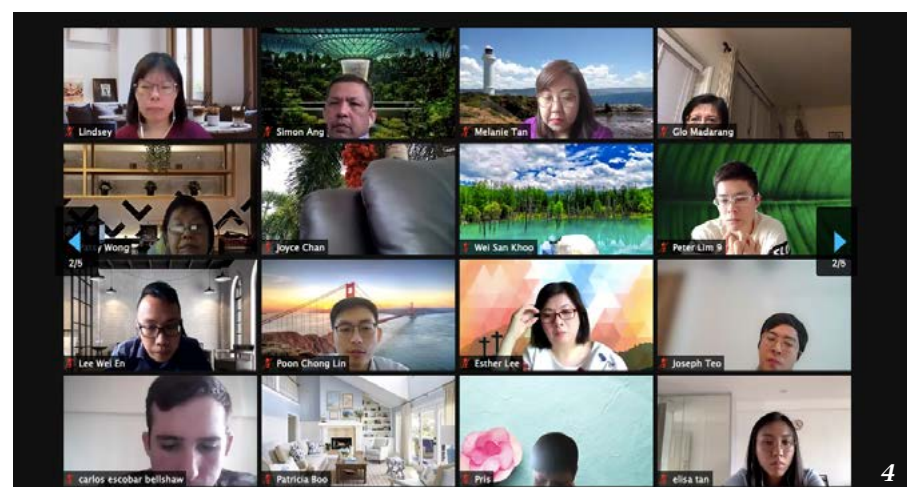 Lindsey
Simon Ang
Melanie Tan
Glo Madarang
Wong
Joyce Chan
Wei San Khoo
Peter Lim 9
2/5
2/5
Lee Wei En
Poon Chong Lin
Esther Lee
Joseph Teo
carlos escobar bellshaw
Patricia Boo
Pris
elisa tan
4